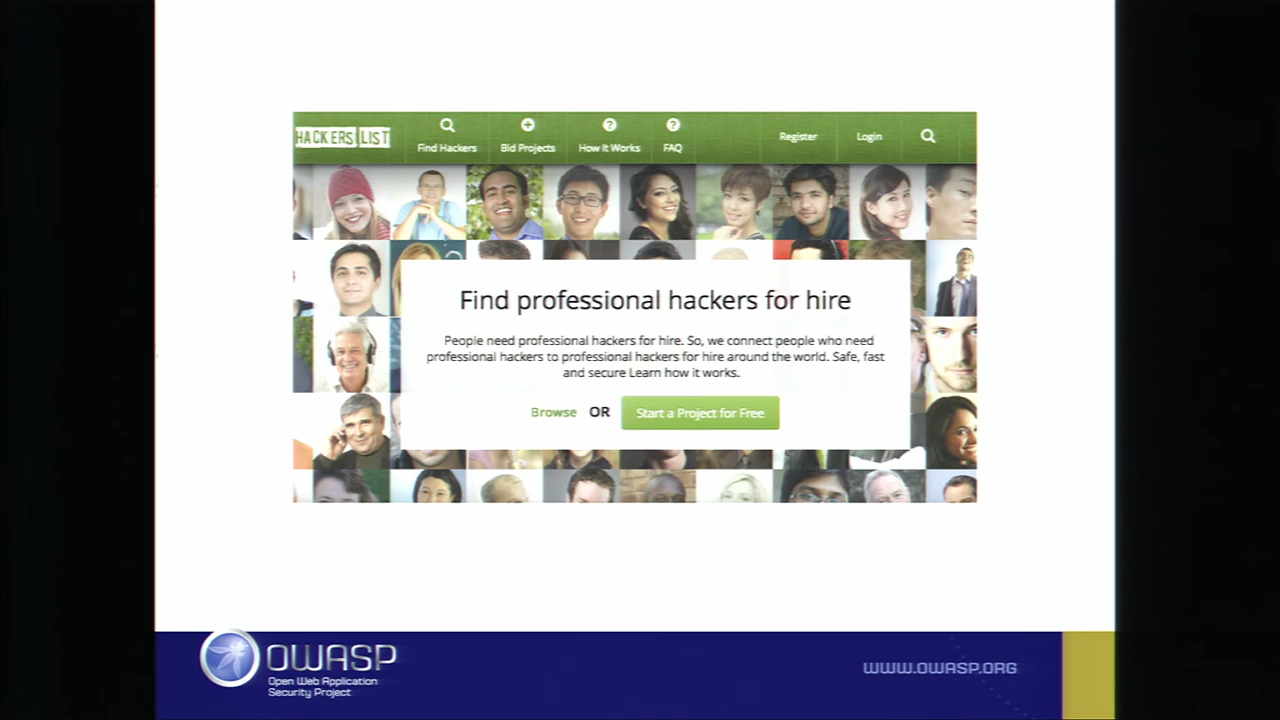 HACKERS LIST
Find Hackers
Bid Projects
How It Works
FAQ
Register
Login
Find professional hackers for hire
People need professional hackers for hire. So, we connect people who need
professional hackers to professional hackers for hire around the world. Safe, fast
and secure Learn how it works.
Browse OR Start a Project for Free
OWASP
Open Web Application
Security Project
WWW.OWASP.ORG